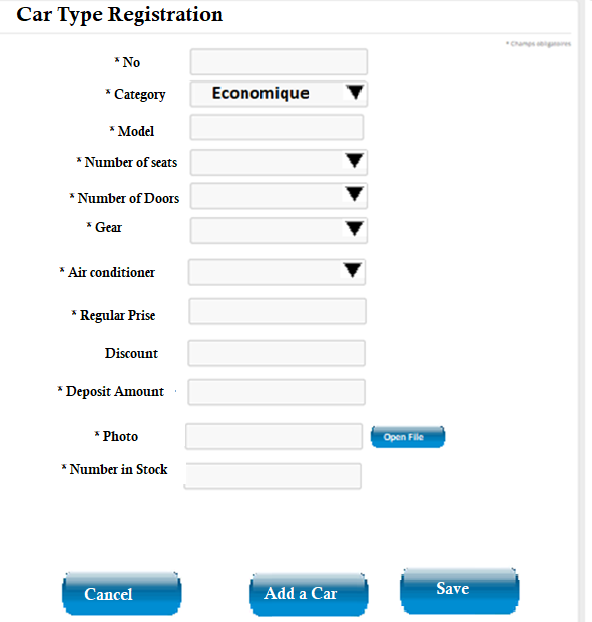 Car Type Registration
* Champs obligatoires
* No
* Category Economique
* Model
* Number of seats
* Number of Doors
* Gear
* Air conditioner
* Regular Prise
Discount
* Deposit Amount
* Photo Open File
* Number in Stock
Cancel Add a Car Save